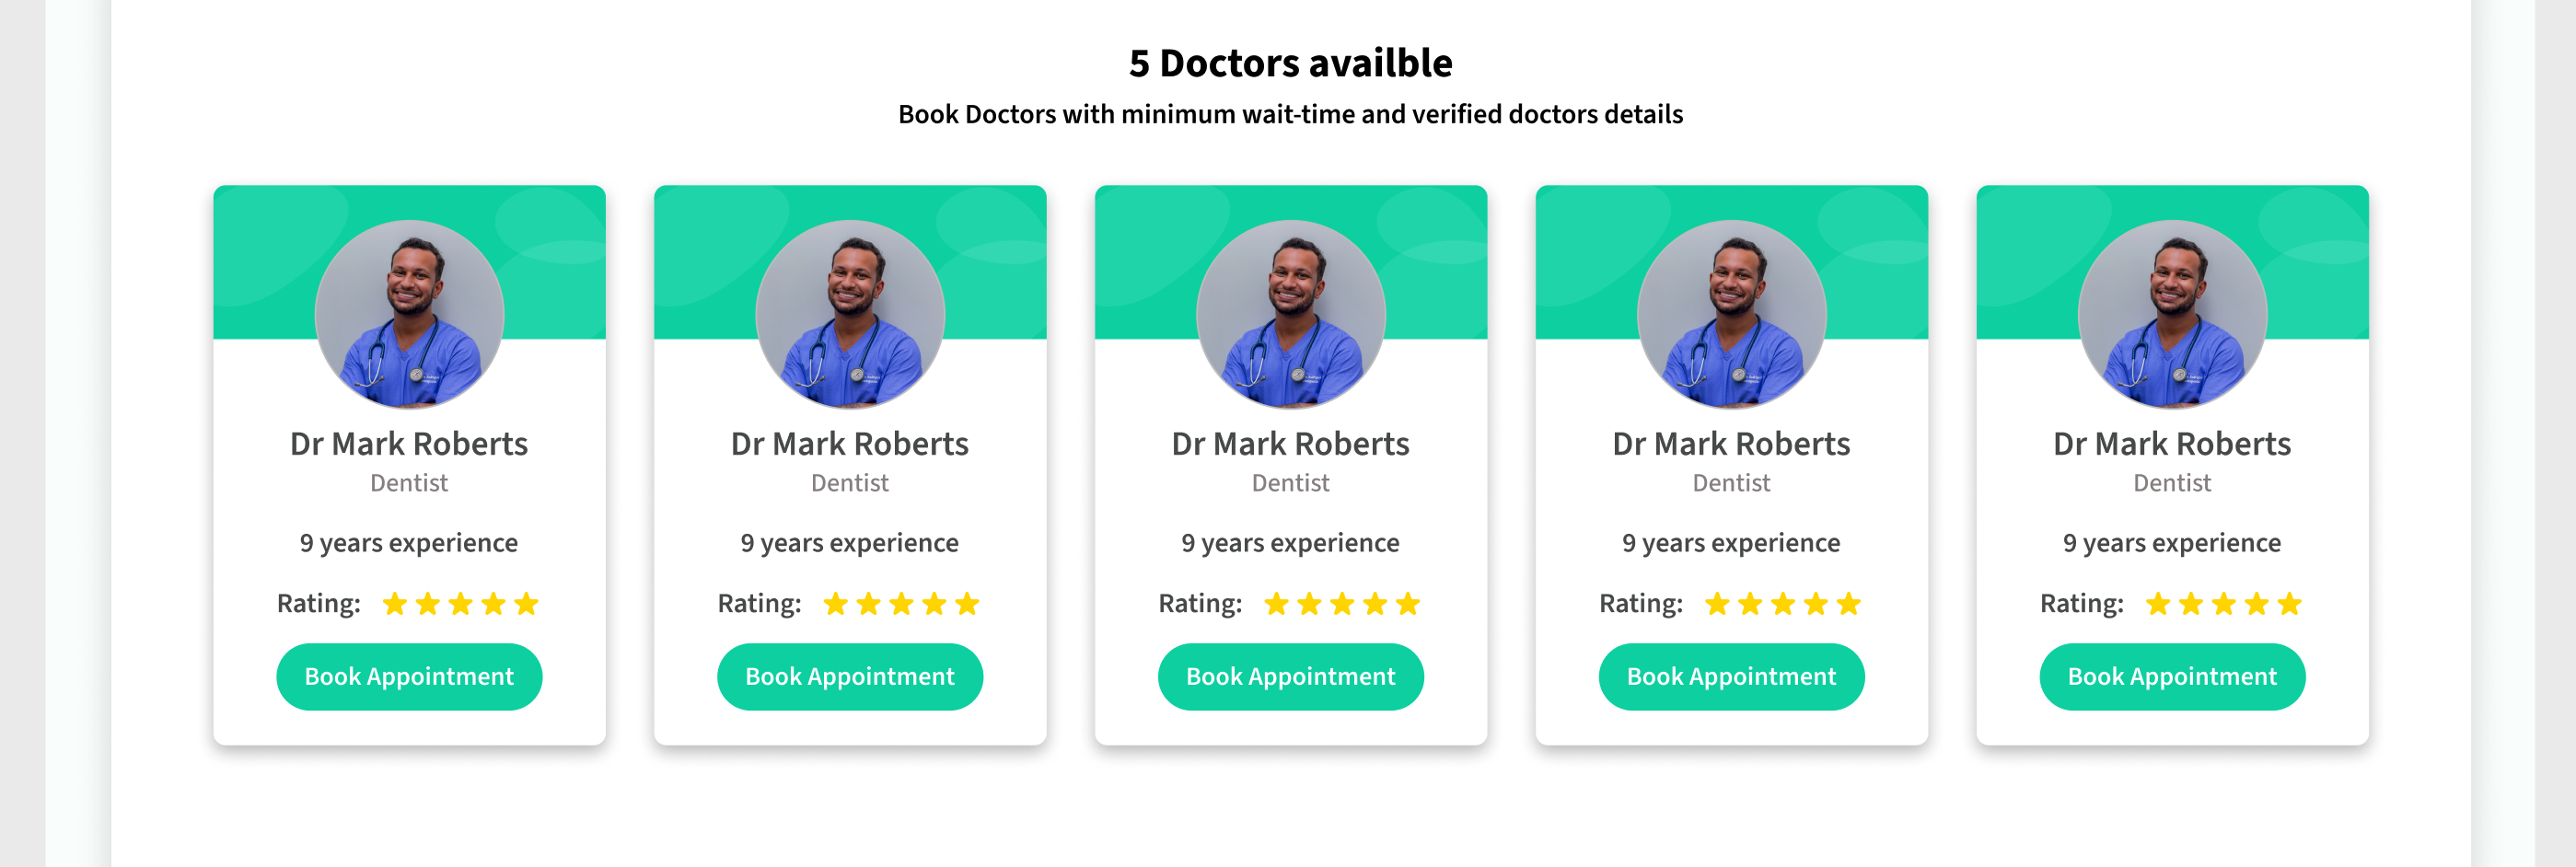 5 Doctors availble
Book Doctors with minimum wait-time and verified doctors details
Dr Mark Roberts
Dentist
9 years experience
Rating:
Book Appointment
Dr Mark Roberts
Dentist
9 years experience
Rating:
Book Appointment
Dr Mark Roberts
Dentist
9 years experience
Rating:
Book Appointment
Dr Mark Roberts
Dentist
9 years experience
Rating:
Book Appointment
Dr Mark Roberts
Dentist
9 years experience
Rating:
Book Appointment